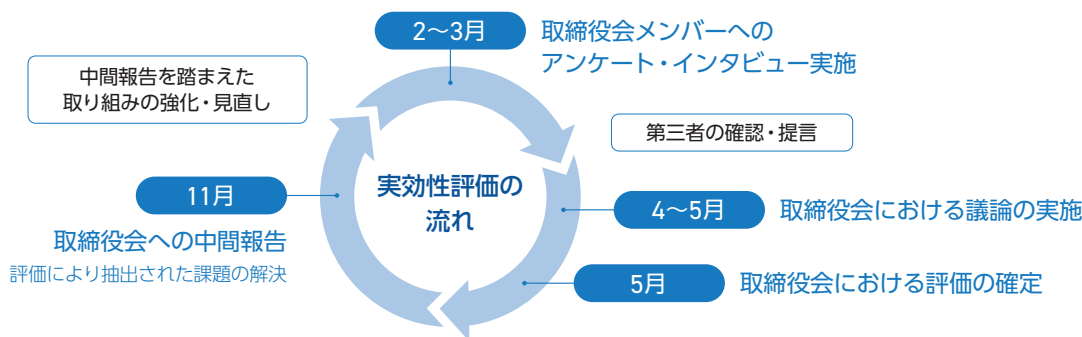 2〜3月
取締役会メンバーへの
アンケート・インタビュー実施
中間報告を踏まえた
取り組みの強化・見直し
第三者の確認・提言
実効性評価の
流れ
11月
取締役会への中間報告
評価により抽出された課題の解決
4〜5月
取締役会における議論の実施
5月
取締役会における評価の確定